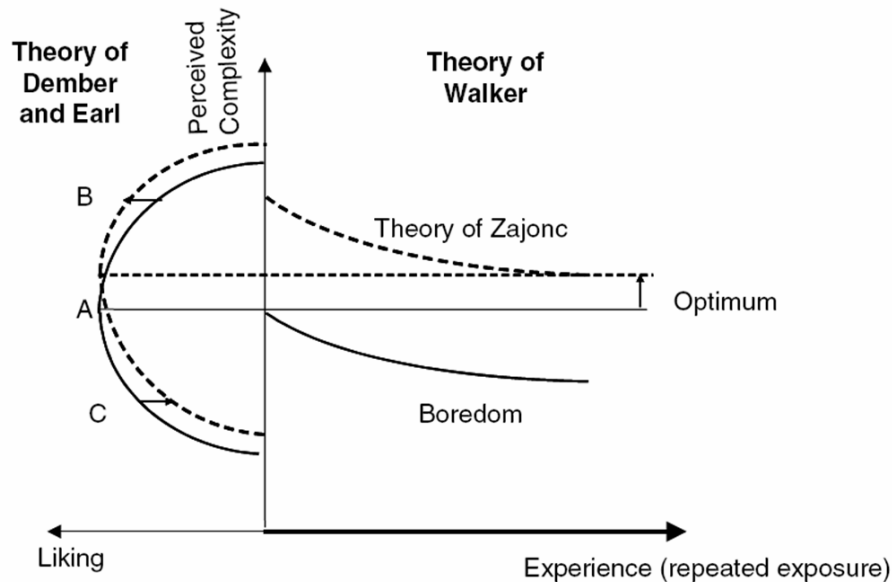 Theory of
Dember
and Earl
Perceived
Complexity
Theory of
Walker
B
Theory of Zajonc
A
Optimum
C
Boredom
Liking
Experience (repeated exposure)